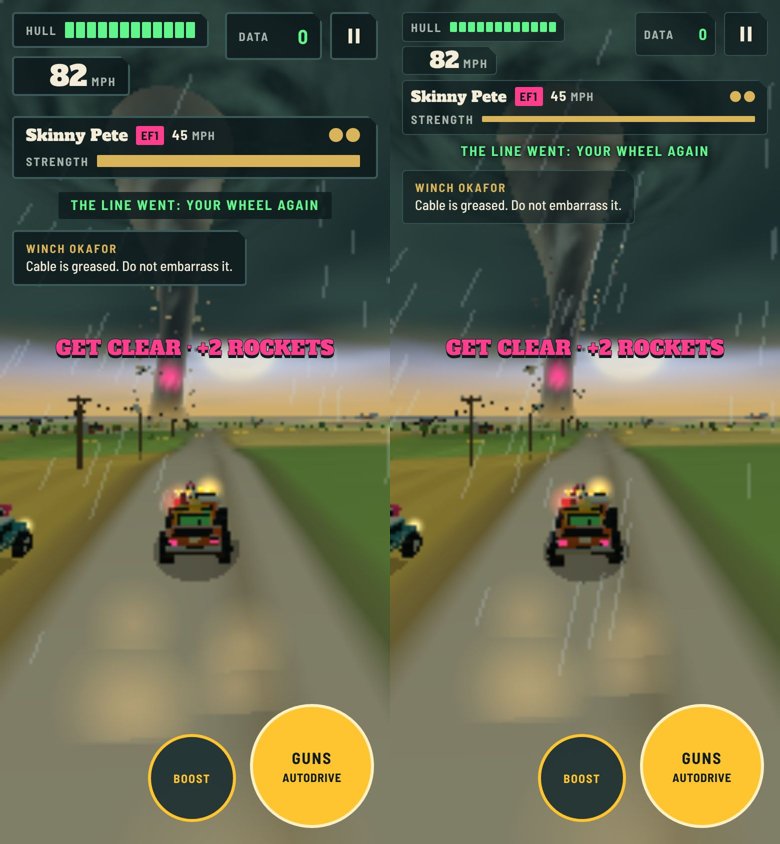 HULL
DATA 0
82 MPH
Skinny Pete EF1 45 MPH
STRENGTH
THE LINE WENT: YOUR WHEEL AGAIN
WINCH OKAFOR
Cable is greased. Do not embarrass it.
GET CLEAR · +2 ROCKETS
BOOST
GUNS
AUTODRIVE
HULL
DATA 0
82 MPH
Skinny Pete EF1 45 MPH
STRENGTH
THE LINE WENT: YOUR WHEEL AGAIN
WINCH OKAFOR
Cable is greased. Do not embarrass it.
GET CLEAR · +2 ROCKETS
BOOST
GUNS
AUTODRIVE